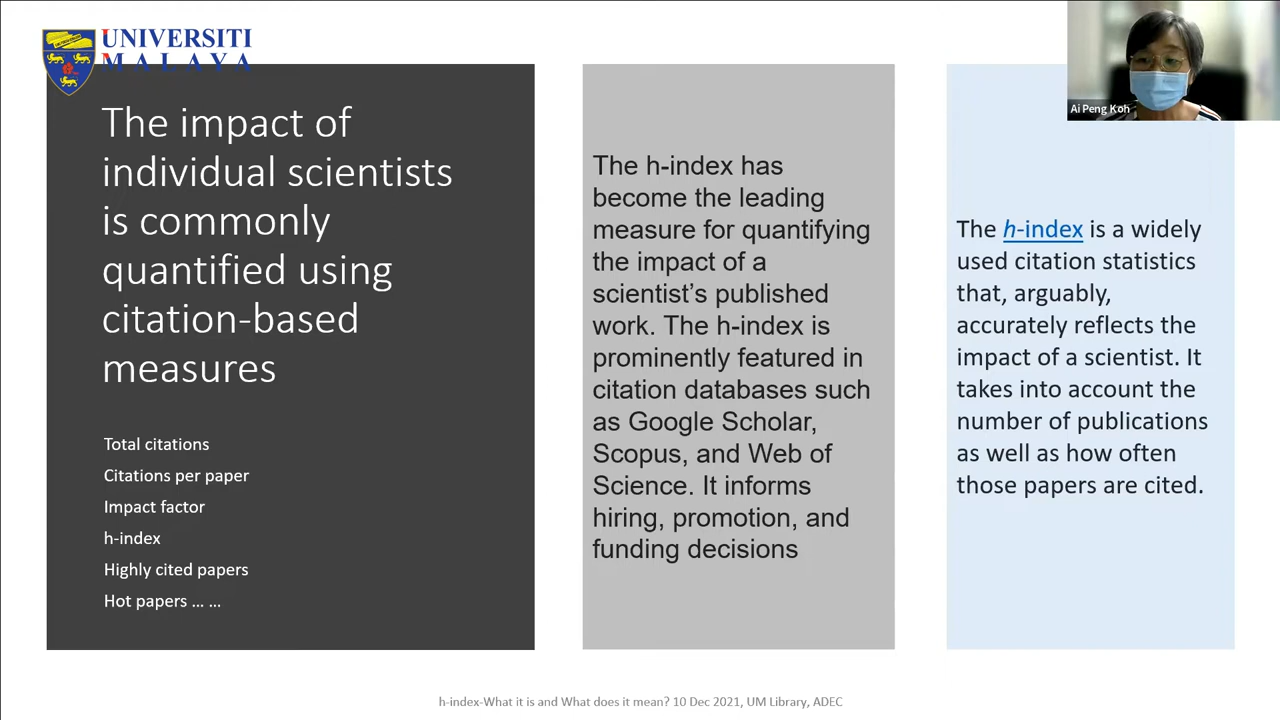 UNIVERSITI
MALAYA
The impact of
individual scientists
is commonly
quantified using
citation-based
measures
Total citations
Citations per paper
Impact factor
h-index
Highly cited papers
Hot papers … …
The h-index has
become the leading
measure for quantifying
the impact of a
scientist’s published
work. The h-index is
prominently featured in
citation databases such
as Google Scholar,
Scopus, and Web of
Science. It informs
hiring, promotion, and
funding decisions
Ai Peng Koh
The h-index is a widely
used citation statistics
that, arguably,
accurately reflects the
impact of a scientist. It
takes into account the
number of publications
as well as how often
those papers are cited.
h-index-What it is and What does it mean? 10 Dec 2021, UM Library, ADEC